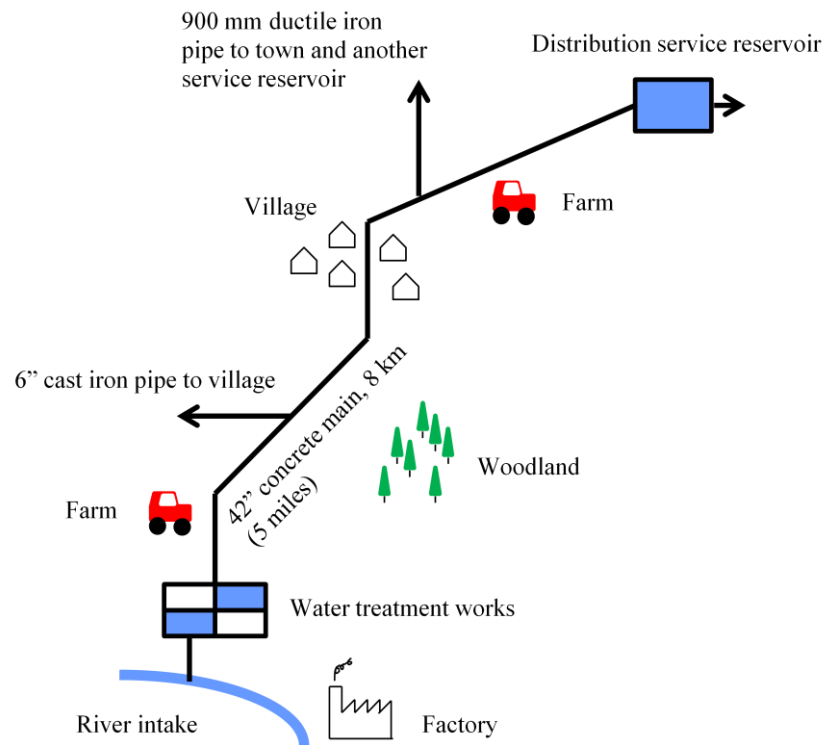 900 mm ductile iron
pipe to town and another
service reservoir
Distribution service reservoir
Village
Farm
6” cast iron pipe to village
42” concrete main, 8 km
(5 miles)
Woodland
Farm
Water treatment works
River intake
Factory